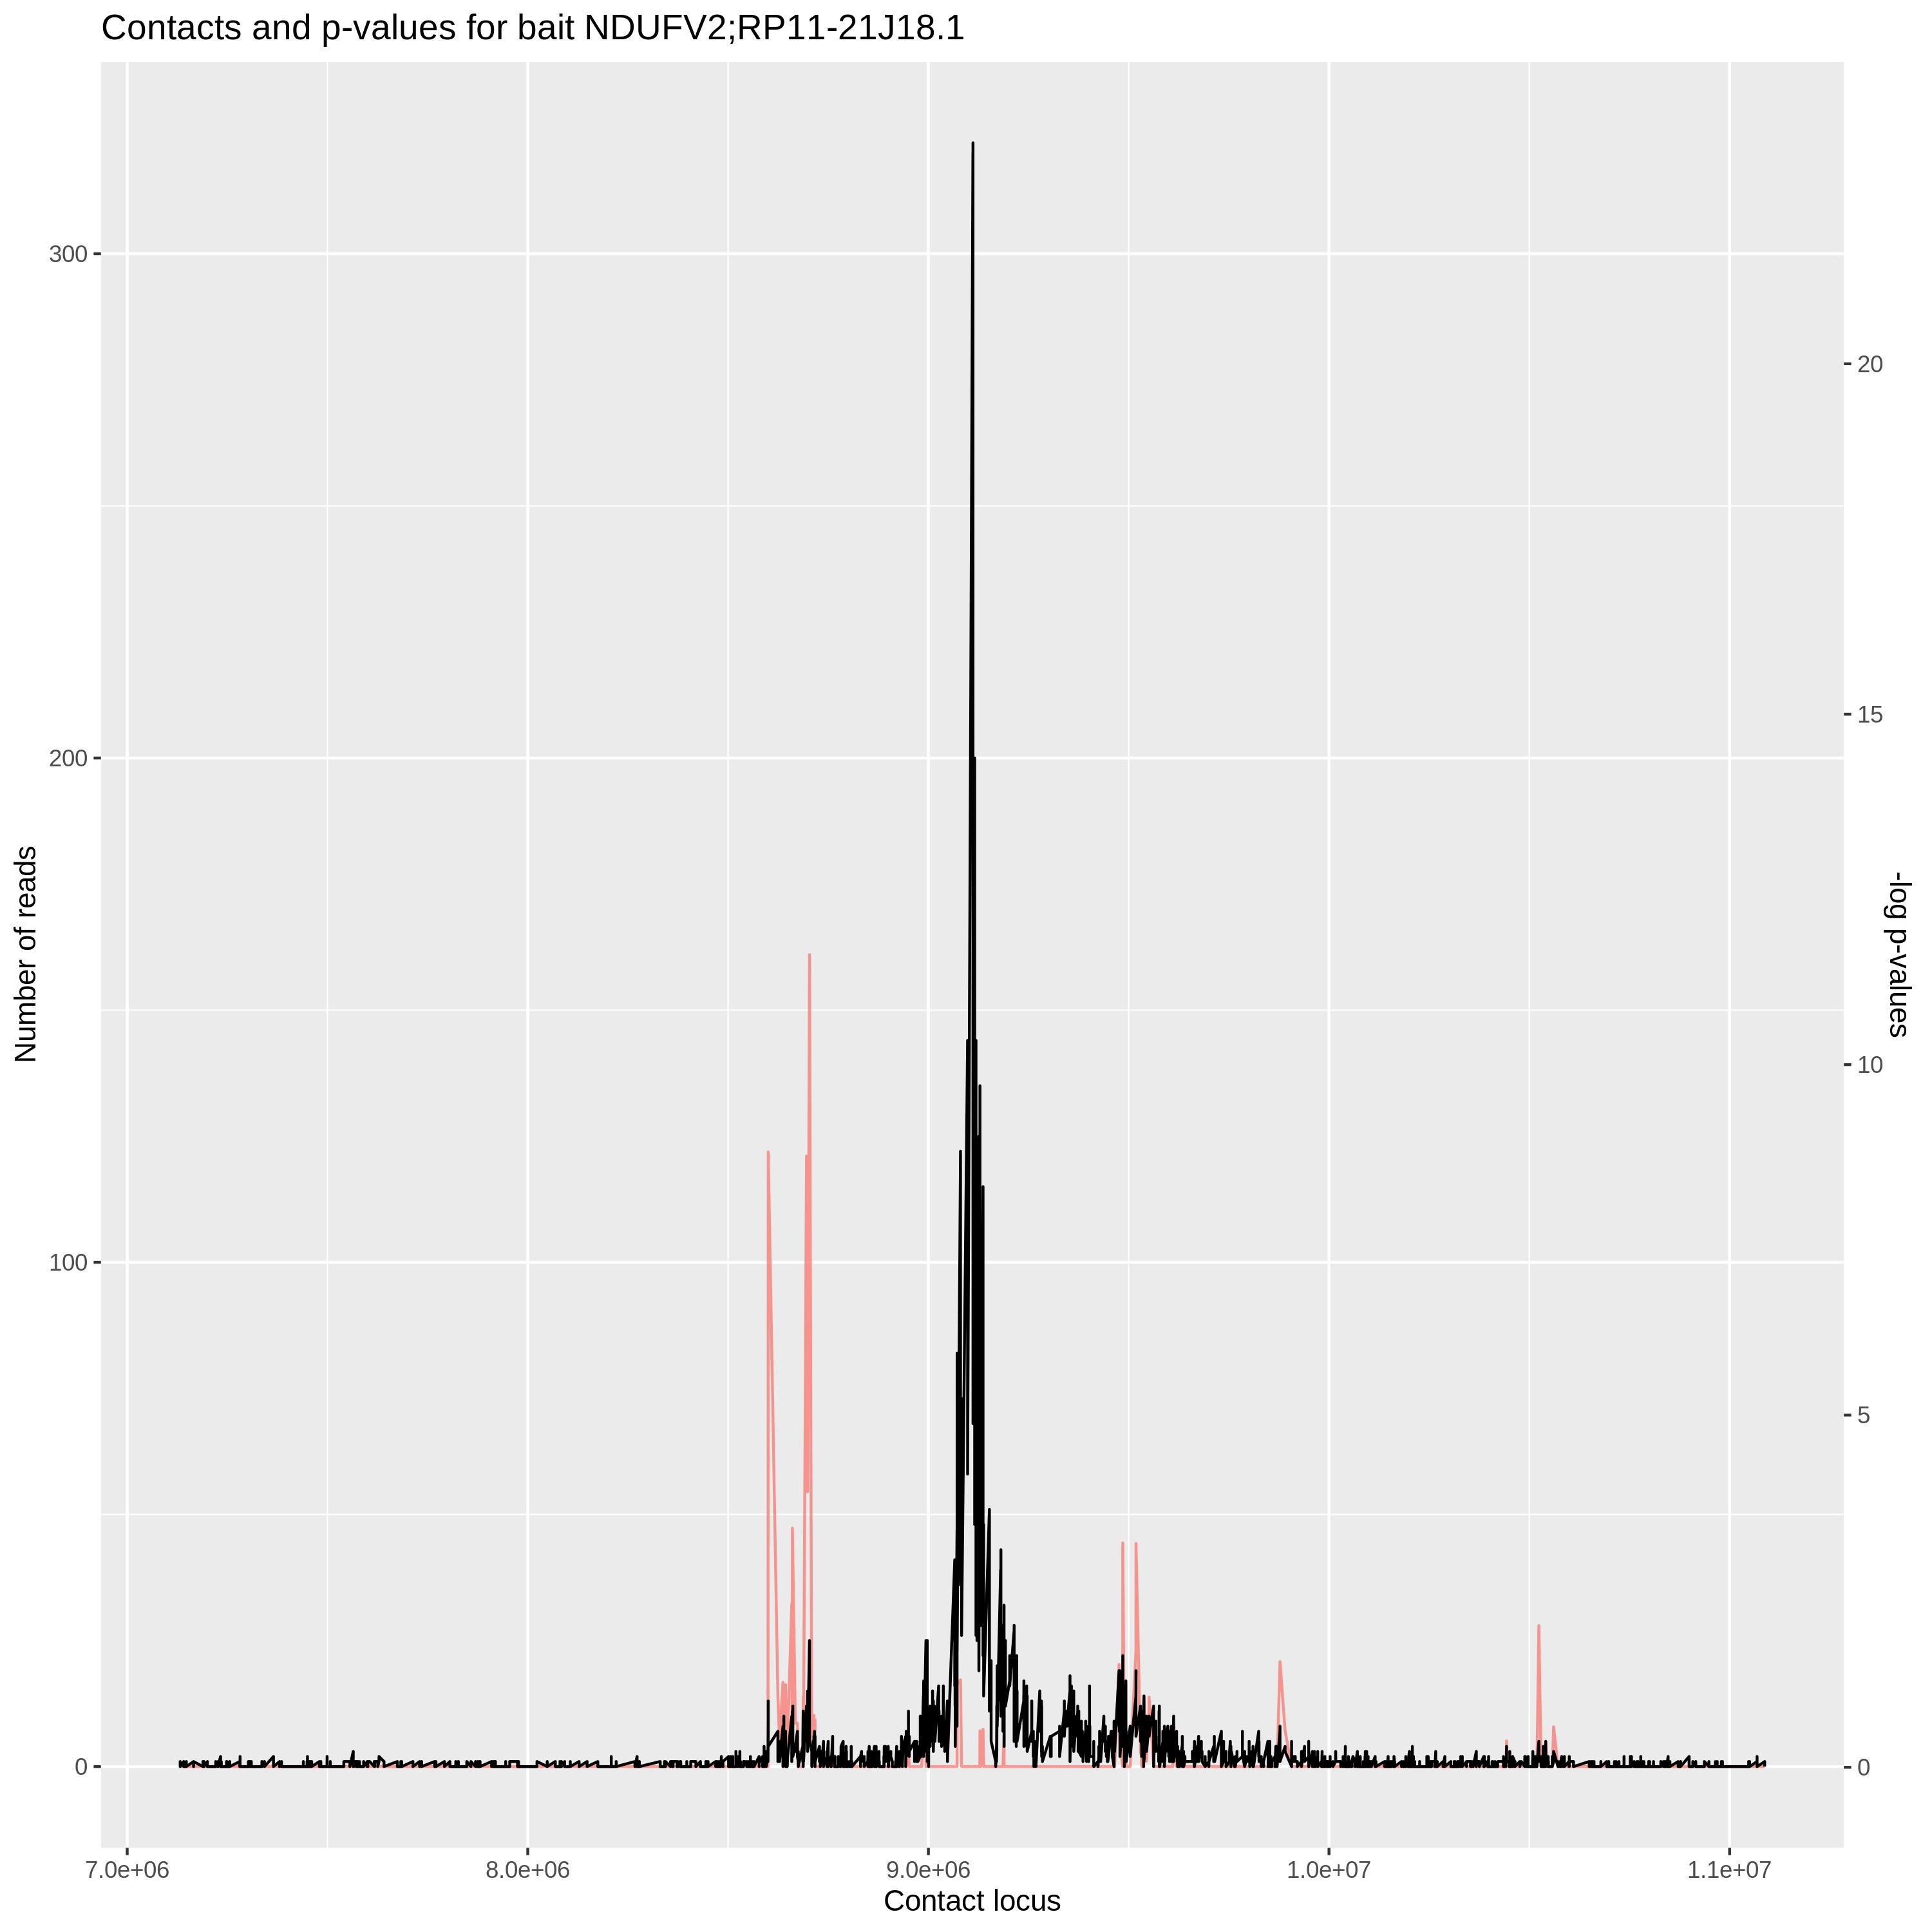 Contacts and p-values for bait NDUFV2;RP11-21J18.1
300
200
100
0
Number of reads
20
15
10
5
0
-log p-values
7.0e+06 8.0e+06 9.0e+06 1.0e+07 1.1e+07
Contact locus